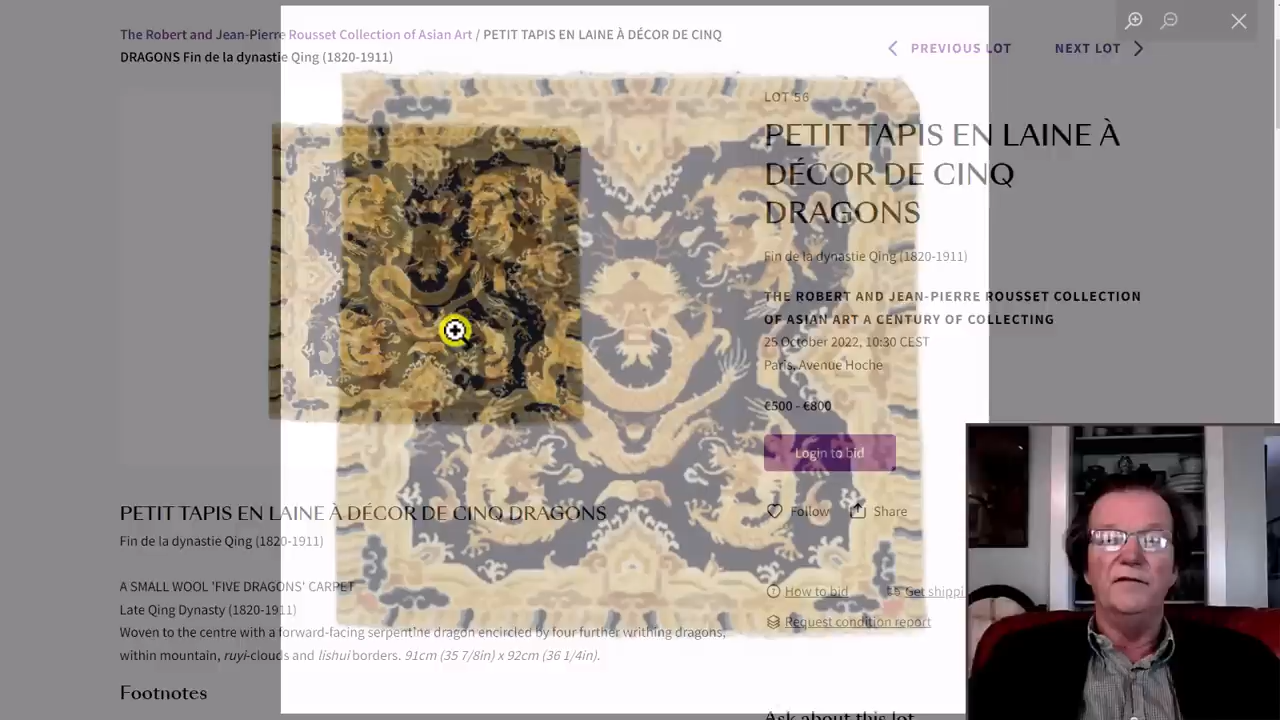 The Robert and Jean-Pierre Rousset Collection of Asian Art / PETIT TAPIS EN LAINE À DÉCOR DE CINQ
DRAGONS Fin de la dynastie Qing (1820-1911)
PREVIOUS LOT
NEXT LOT
LOT 56
PETIT TAPIS EN LAINE À
DÉCOR DE CINQ
DRAGONS
Fin de la dynastie Qing (1820-1911)
THE ROBERT AND JEAN-PIERRE ROUSSET COLLECTION
OF ASIAN ART A CENTURY OF COLLECTING
25 October 2022, 10:30 CEST
Paris, Avenue Hoche
€500 - €800
Login to bid
Follow
Share
How to bid
Get shippi
Request condition report
Ask about this lot
PETIT TAPIS EN LAINE À DÉCOR DE CINQ DRAGONS
Fin de la dynastie Qing (1820-1911)
A SMALL WOOL 'FIVE DRAGONS' CARPET
Late Qing Dynasty (1820-1911)
Woven to the centre with a forward-facing serpentine dragon encircled by four further writhing dragons,
within mountain, ruyi-clouds and lishui borders. 91cm (35 7/8in) x 92cm (36 1/4in).
Footnotes